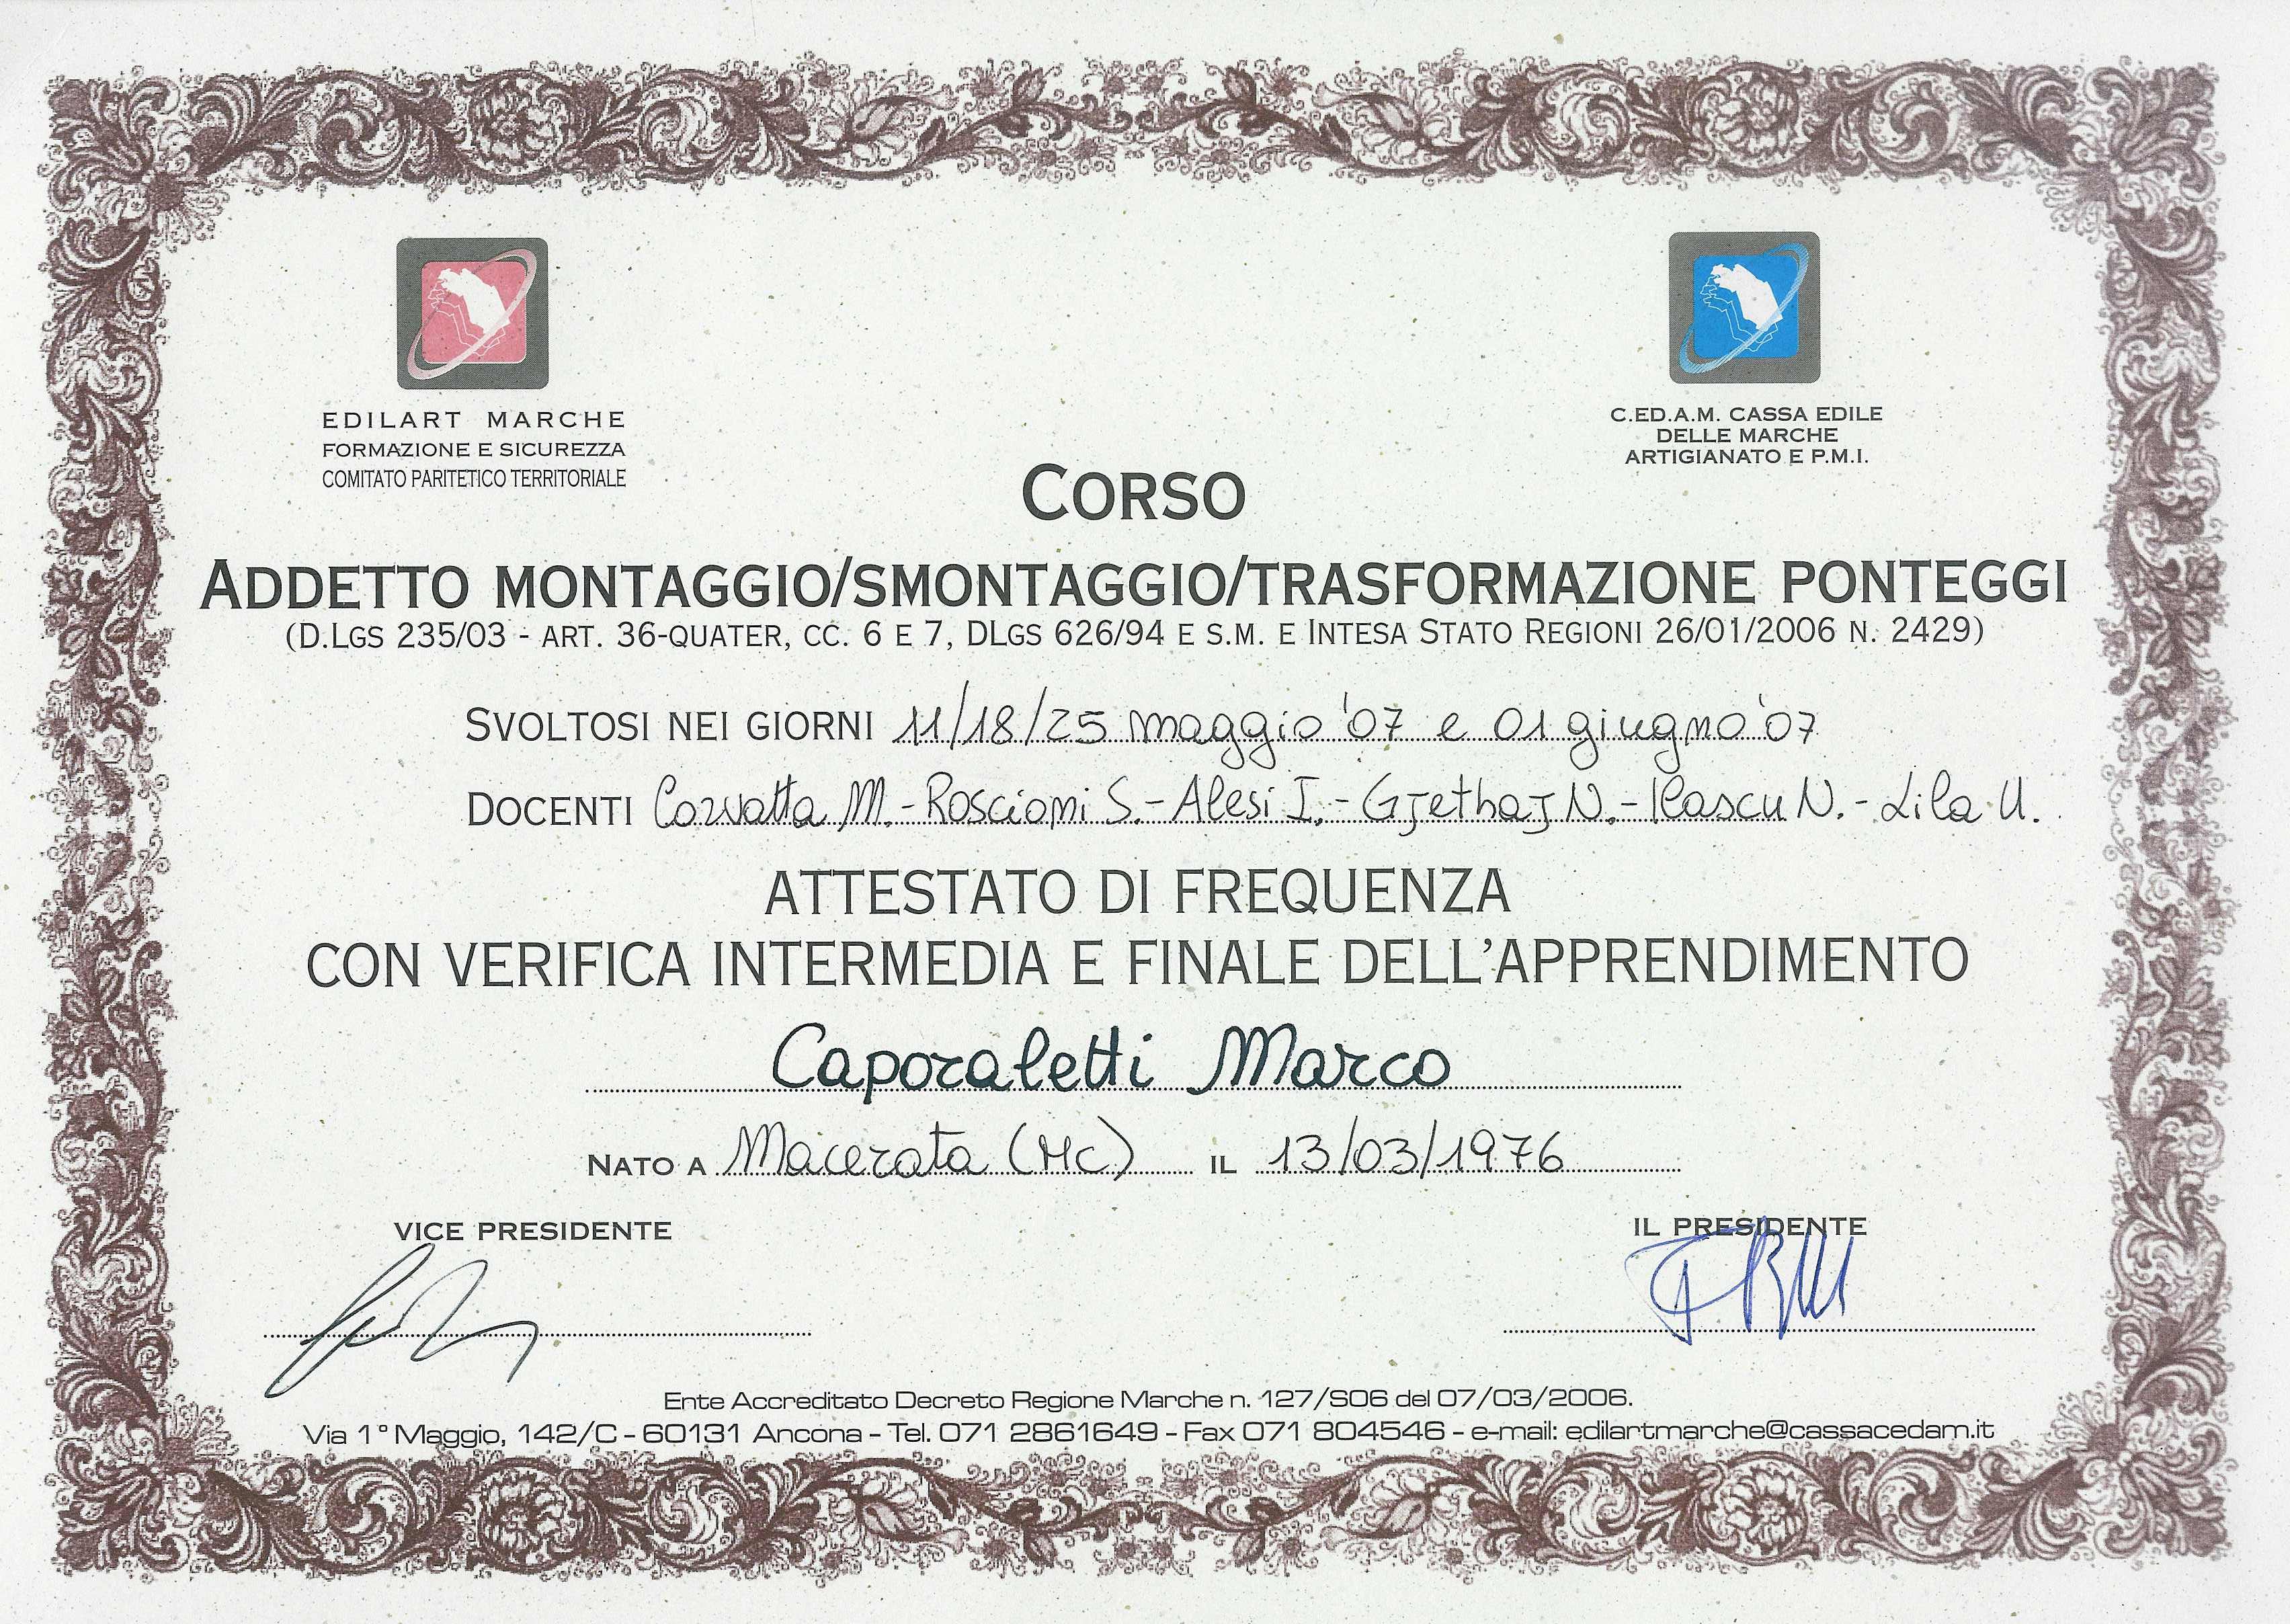 EDILART MARCHE
FORMAZIONE E SICUREZZA
COMITATO PARITETICO TERRITORIALE
C.ED.A.M. CASSA EDILE
DELLE MARCHE
ARTIGIANATO E P.M.I.
CORSO
ADDETTO MONTAGGIO/SMONTAGGIO/TRASFORMAZIONE PONTEGGI
(D.LGS 235/03 - ART. 36-QUATER, CC. 6 E 7, DLGS 626/94 E S.M. E INTESA STATO REGIONI 26/01/2006 N. 2429)
SVOLTOSI NEI GIORNI 11/18/25 maggio '07 e 01 giugno '07
DOCENTI Corvatta M. - Roscioni S. - Alesi I. - Gjethaj N. - Kascu N. - Lila U.
ATTESTATO DI FREQUENZA
CON VERIFICA INTERMEDIA E FINALE DELL'APPRENDIMENTO
Caporaletti Marco
NATO A Macerata (MC) IL 13/03/1976
VICE PRESIDENTE
IL PRESIDENTE
Ente Accreditato Decreto Regione Marche n. 127/S06 del 07/03/2006.
Via 1° Maggio, 142/C - 60131 Ancona - Tel. 071 2861649 - Fax 071 804546 - e-mail: edilartmarche@cassacedam.it